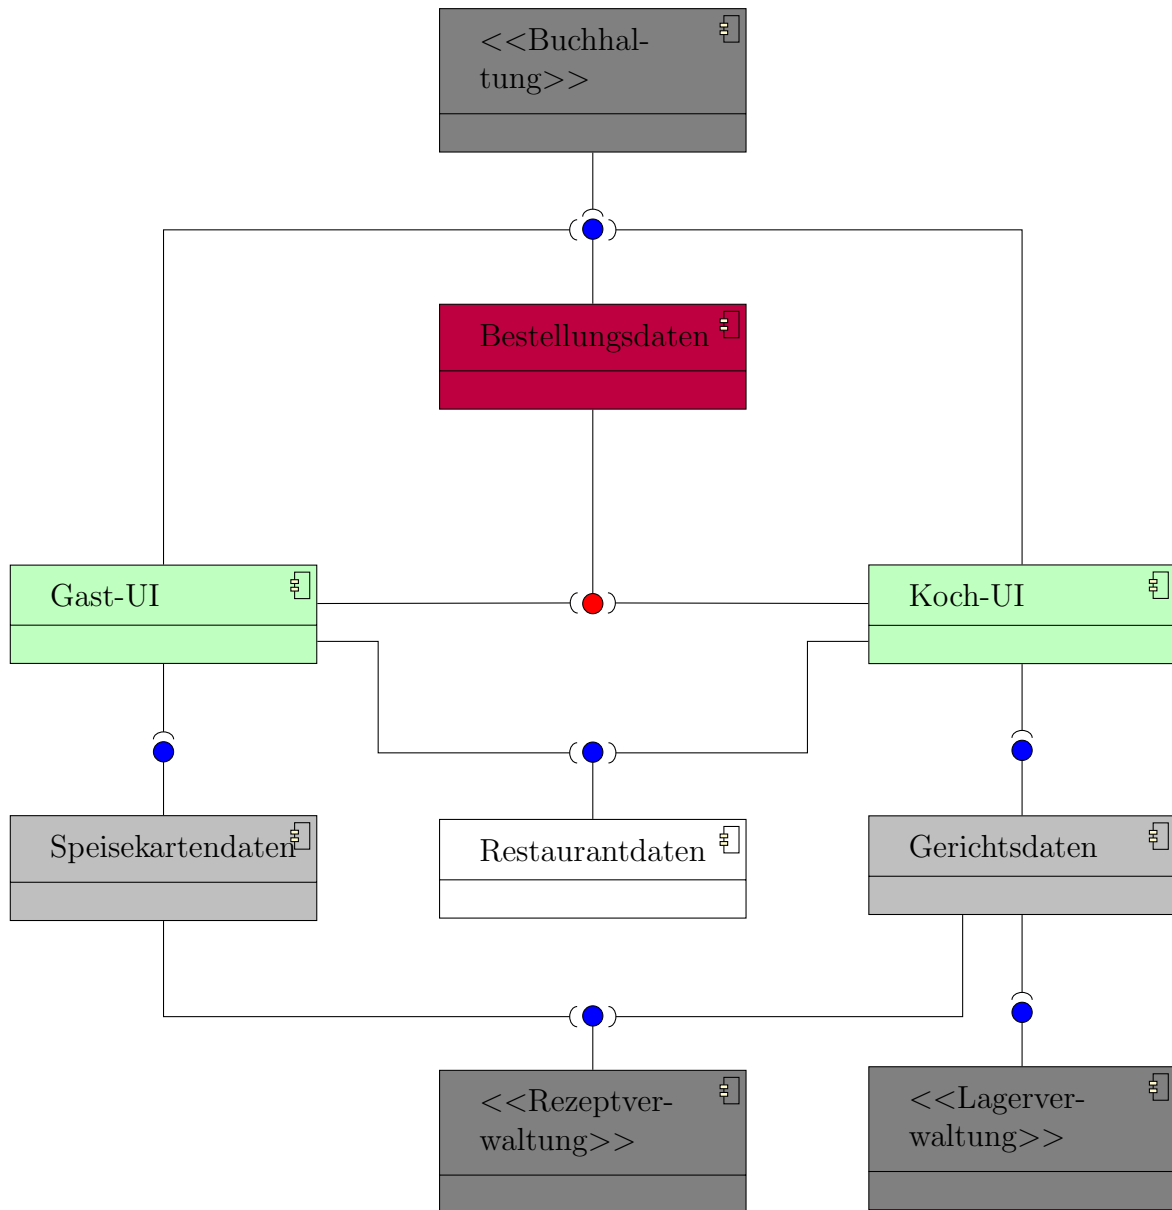 <<Buchhal-
tung>>
Bestellungsdaten
Gast-UI
Koch-UI
Speisekartendaten
Restaurantdaten
Gerichtsdaten
<<Rezeptver-
waltung>>
<<Lagerver-
waltung>>